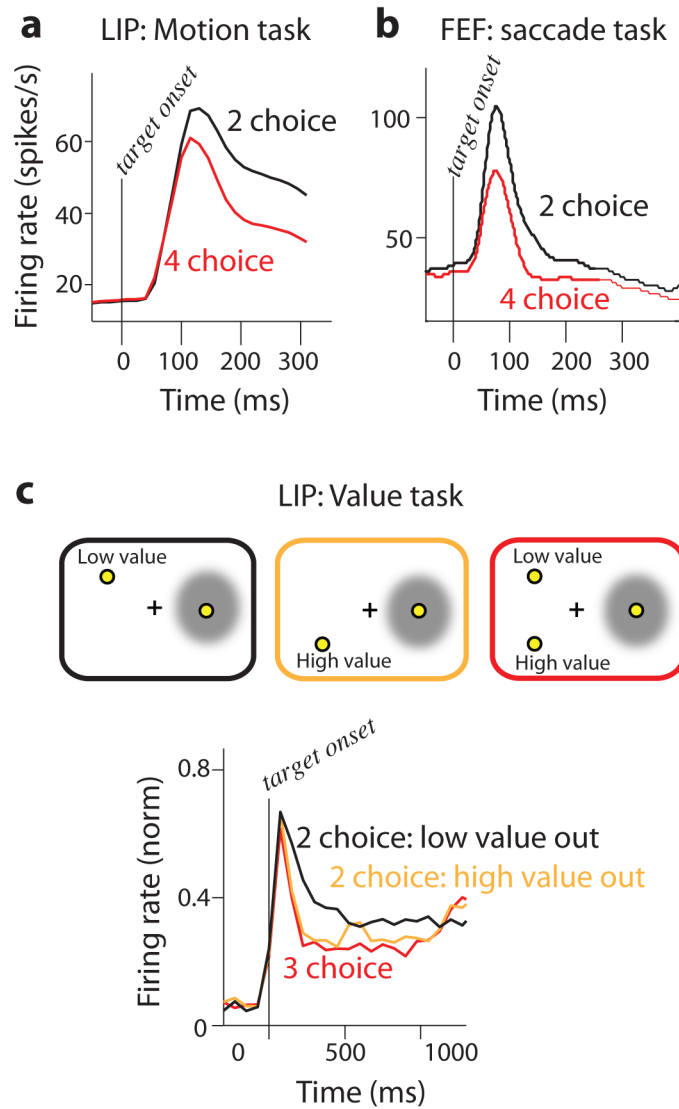 a LIP: Motion task
b FEF: saccade task
Firing rate (spikes/s)
60
40
20
target onset
2 choice
4 choice
0 100 200 300
Time (ms)
100
50
target onset
2 choice
4 choice
0 100 200 300
Time (ms)
c LIP: Value task
Low value
+
+
High value
Low value
+
High value
Firing rate (norm)
0.8
0.4
0
target onset
2 choice: low value out
2 choice: high value out
3 choice
0 500 1000
Time (ms)